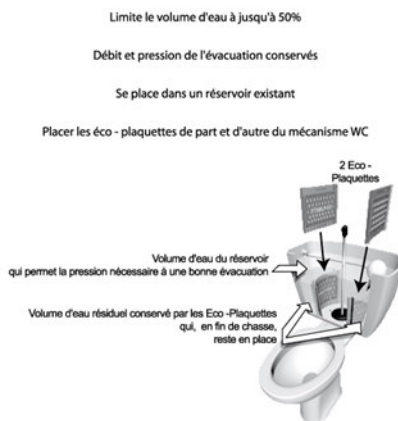 Limite le volume d'eau à jusqu'à 50%
Débit et pression de l'évacuation conservés
Se place dans un réservoir existant
Placer les éco - plaquettes de part et d'autre du mécanisme WC
2 Eco -
Plaquettes
Volume d'eau du réservoir
qui permet la pression nécessaire à une bonne évacuation
Volume d'eau résiduel conservé par les Eco -Plaquettes
qui, en fin de chasse,
reste en place